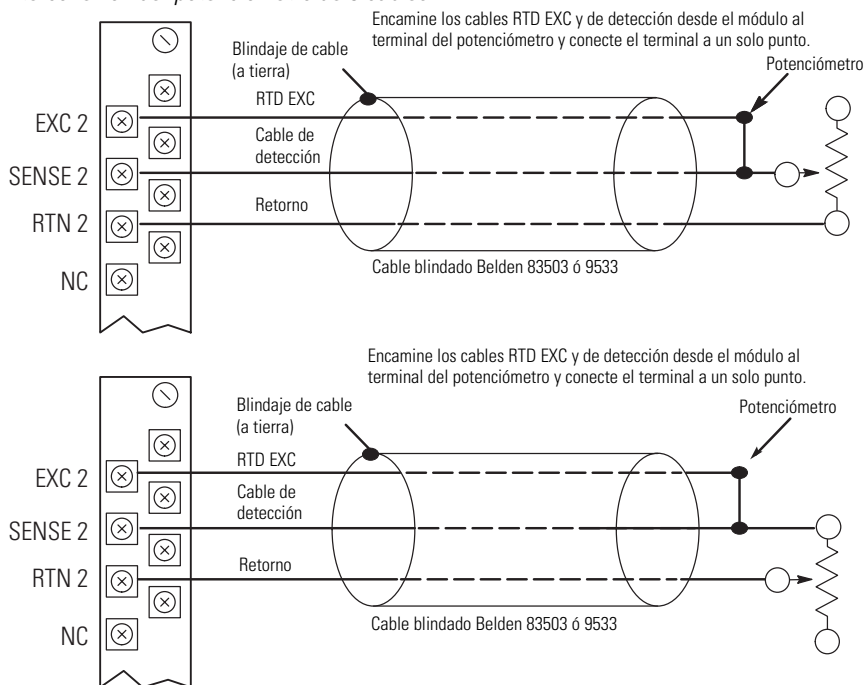 Encamine los cables RTD EXC y de detección desde el módulo al
terminal del potenciómetro y conecte el terminal a un solo punto.
Blindaje de cable
(a tierra)
Potenciómetro
RTD EXC
EXC 2
Cable de
detección
SENSE 2
Retorno
RTN 2
Cable blindado Belden 83503 ó 9533
NC
Encamine los cables RTD EXC y de detección desde el módulo al
terminal del potenciómetro y conecte el terminal a un solo punto.
Blindaje de cable
(a tierra)
Potenciómetro
RTD EXC
EXC 2
Cable de
detección
SENSE 2
Retorno
RTN 2
Cable blindado Belden 83503 ó 9533
NC